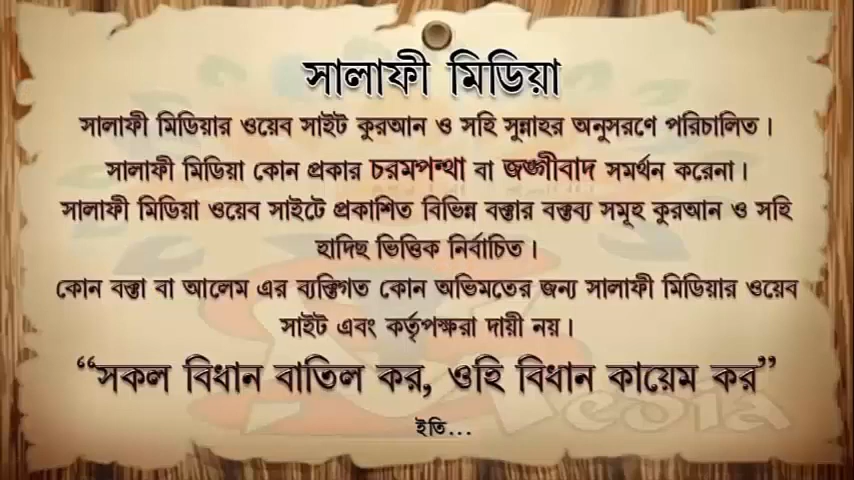 সালাফী মিডিয়া
সালাফী মিডিয়ার ওয়েব সাইট কুরআন ও সহি সুন্নাহর অনুসরণে পরিচালিত।
সালাফী মিডিয়া কোন প্রকার চরমপন্থা বা জঙ্গীবাদ সমর্থন করেনা।
সালাফী মিডিয়া ওয়েব সাইটে প্রকাশিত বিভিন্ন বক্তার বক্তব্য সমূহ কুরআন ও সহি
হাদিছ ভিত্তিক নির্বাচিত।
কোন বক্তা বা আলেম এর ব্যক্তিগত কোন অভিমতের জন্য সালাফী মিডিয়ার ওয়েব
সাইট এবং কর্তৃপক্ষরা দায়ী নয়।
“সকল বিধান বাতিল কর, ওহি বিধান কায়েম কর”
Media
ইতি...